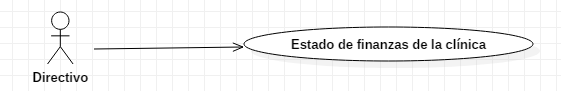 Estado de finanzas de la clínica
Directivo